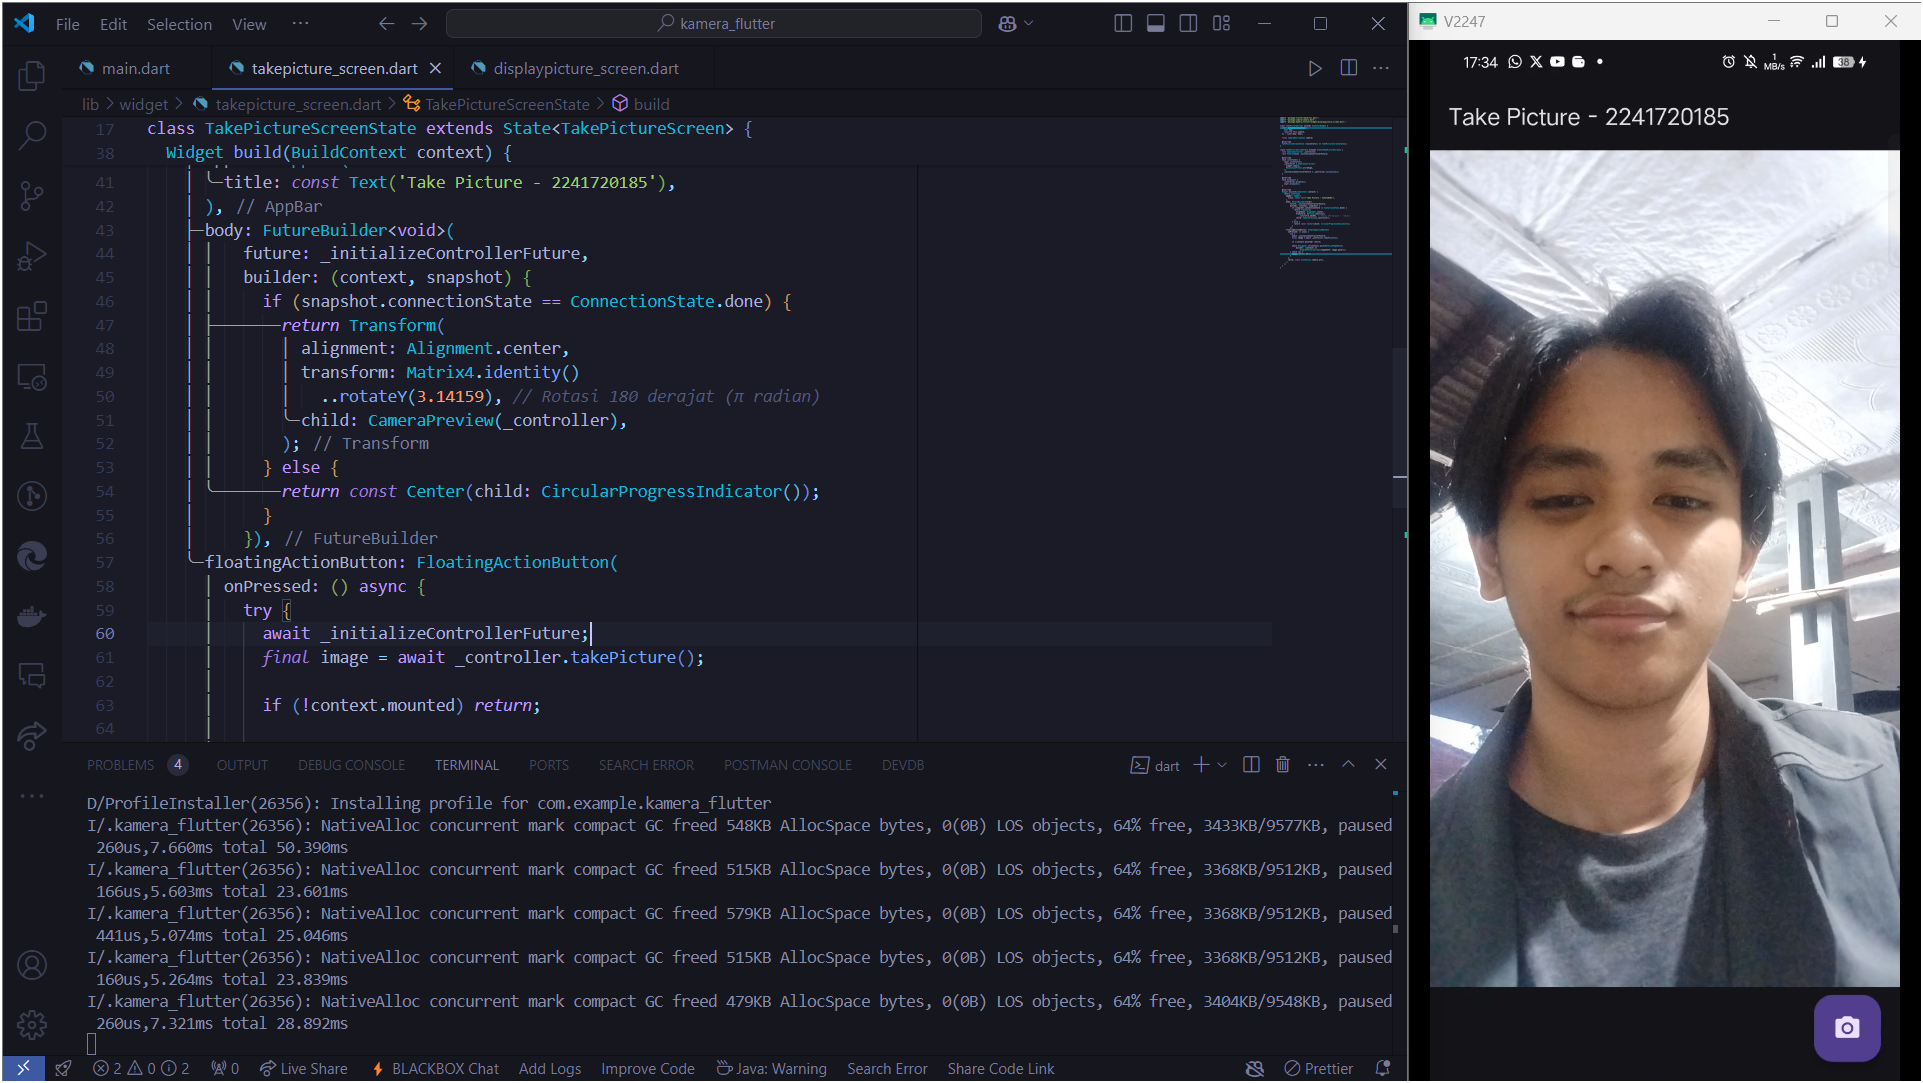 File Edit Selection View ··· kamera_flutter
main.dart takepicture_screen.dart displaypicture_screen.dart
lib > widget > takepicture_screen.dart > TakePictureScreenState > build
17 class TakePictureScreenState extends State<TakePictureScreen> {
38 Widget build(BuildContext context) {
41 title: const Text('Take Picture - 2241720185'),
42 ), // AppBar
43 body: FutureBuilder<void>(
44 future: _initializeControllerFuture,
45 builder: (context, snapshot) {
46 if (snapshot.connectionState == ConnectionState.done) {
47 return Transform(
48 alignment: Alignment.center,
49 transform: Matrix4.identity()
50 ..rotateY(3.14159), // Rotasi 180 derajat (π radian)
51 child: CameraPreview(_controller),
52 ); // Transform
53 } else {
54 return const Center(child: CircularProgressIndicator());
55 }
56 }), // FutureBuilder
57 floatingActionButton: FloatingActionButton(
58 onPressed: () async {
59 try {
60 await _initializeControllerFuture;
61 final image = await _controller.takePicture();
62
63 if (!context.mounted) return;
64
PROBLEMS 4 OUTPUT DEBUG CONSOLE TERMINAL PORTS SEARCH ERROR POSTMAN CONSOLE DEVDB dart
D/ProfileInstaller(26356): Installing profile for com.example.kamera_flutter
I/.kamera_flutter(26356): NativeAlloc concurrent mark compact GC freed 548KB AllocSpace bytes, 0(0B) LOS objects, 64% free, 3433KB/9577KB, paused
260us,7.660ms total 50.390ms
I/.kamera_flutter(26356): NativeAlloc concurrent mark compact GC freed 515KB AllocSpace bytes, 0(0B) LOS objects, 64% free, 3368KB/9512KB, paused
166us,5.603ms total 23.601ms
I/.kamera_flutter(26356): NativeAlloc concurrent mark compact GC freed 579KB AllocSpace bytes, 0(0B) LOS objects, 64% free, 3368KB/9512KB, paused
441us,5.074ms total 25.046ms
I/.kamera_flutter(26356): NativeAlloc concurrent mark compact GC freed 515KB AllocSpace bytes, 0(0B) LOS objects, 64% free, 3368KB/9512KB, paused
160us,5.264ms total 23.839ms
I/.kamera_flutter(26356): NativeAlloc concurrent mark compact GC freed 479KB AllocSpace bytes, 0(0B) LOS objects, 64% free, 3404KB/9548KB, paused
260us,7.321ms total 28.892ms
2 0 2 0 Live Share BLACKBOX Chat Add Logs Improve Code Java: Warning Search Error Share Code Link Prettier
V2247
17:34 1 MB/s 38
Take Picture - 2241720185